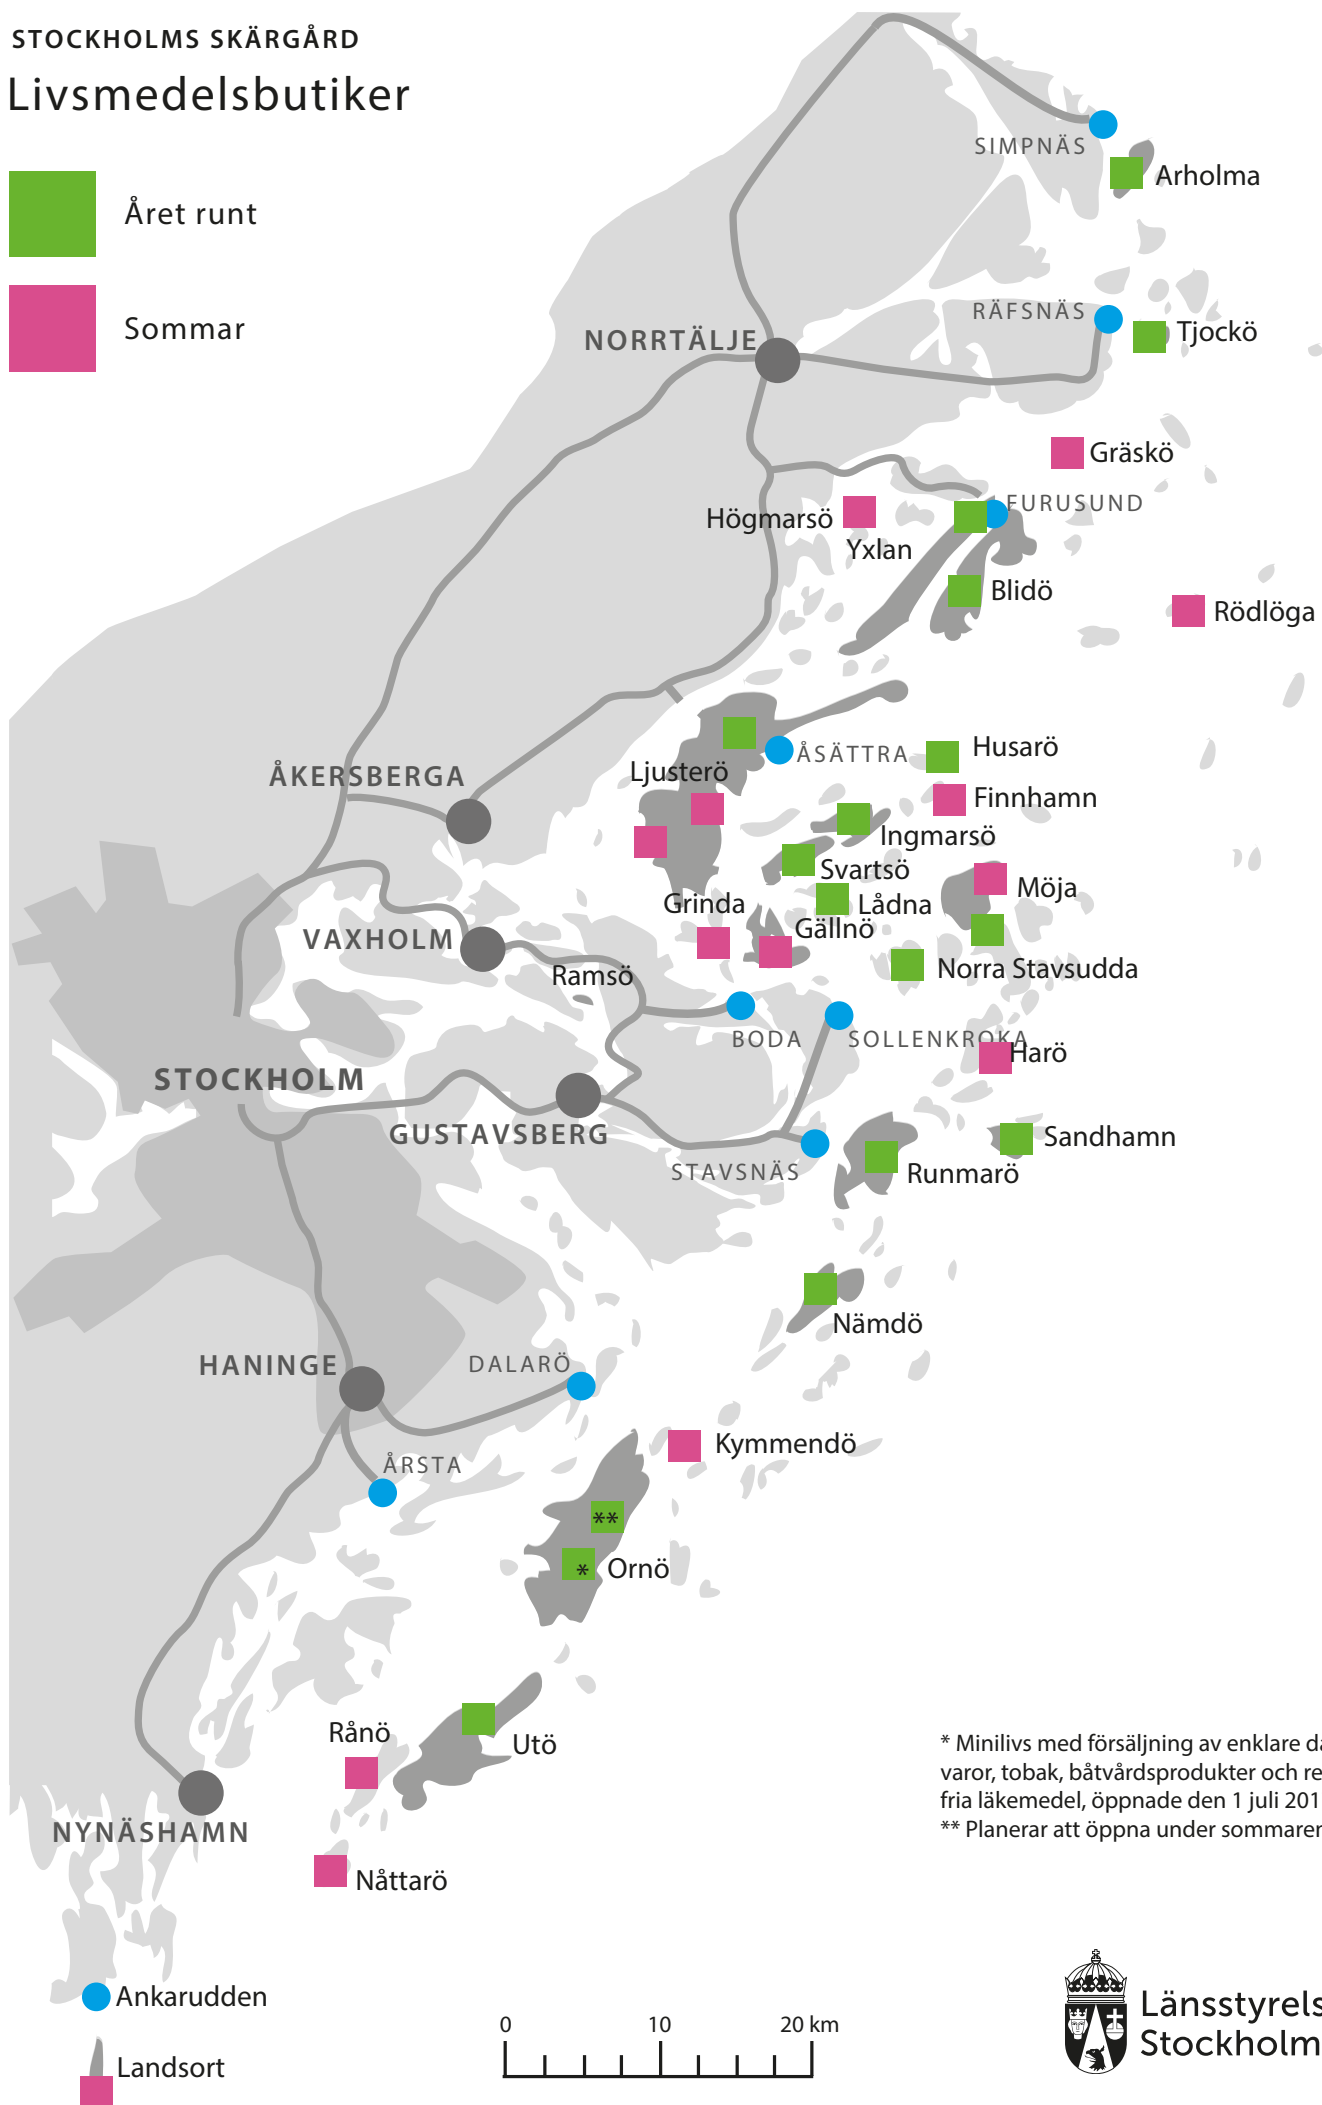 STOCKHOLMS SKÄRGÅRD
Livsmedelsbutiker
Året runt
Sommar
SIMPNÄS
Arholma
RÄFSNÄS
Tjockö
NORRTÄLJE
Gräskö
FURUSUND
Högmarsö
Yxlan
Blidö
Rödlöga
ÅSÄTTRA
Husarö
Ljusterö
ÅKERSBERGA
Finnhamn
Ingmarsö
Svartsö
Möja
Grinda
Lådna
Gällnö
VAXHOLM
Norra Stavsudda
Ramsö
BODA
SOLLENKROKA
Harö
STOCKHOLM
GUSTAVSBERG
Sandhamn
STAVSNÄS
Runmarö
Nämdö
HANINGE
DALARÖ
Kymmendö
ÅRSTA
**
*
Ornö
Rånö
Utö
* Minilivs med försäljning av enklare da
varor, tobak, båtvårdsprodukter och re
fria läkemedel, öppnade den 1 juli 201
** Planerar att öppna under sommaren
NYNÄSHAMN
Nåttarö
Ankarudden
Landsort
0 10 20 km
Länsstyrels
Stockholm